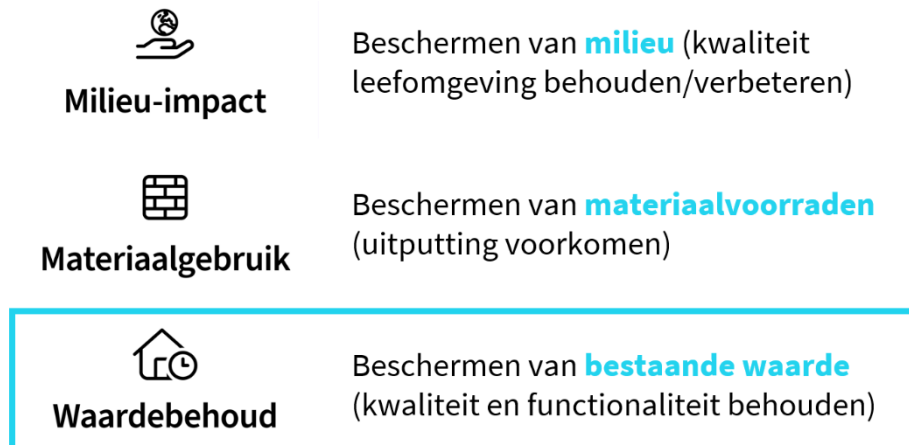 Milieu-impact
Beschermen van milieu (kwaliteit
leefomgeving behouden/verbeteren)
Materiaalgebruik
Beschermen van materiaalvoorraden
(uitputting voorkomen)
Waardebehoud
Beschermen van bestaande waarde
(kwaliteit en functionaliteit behouden)